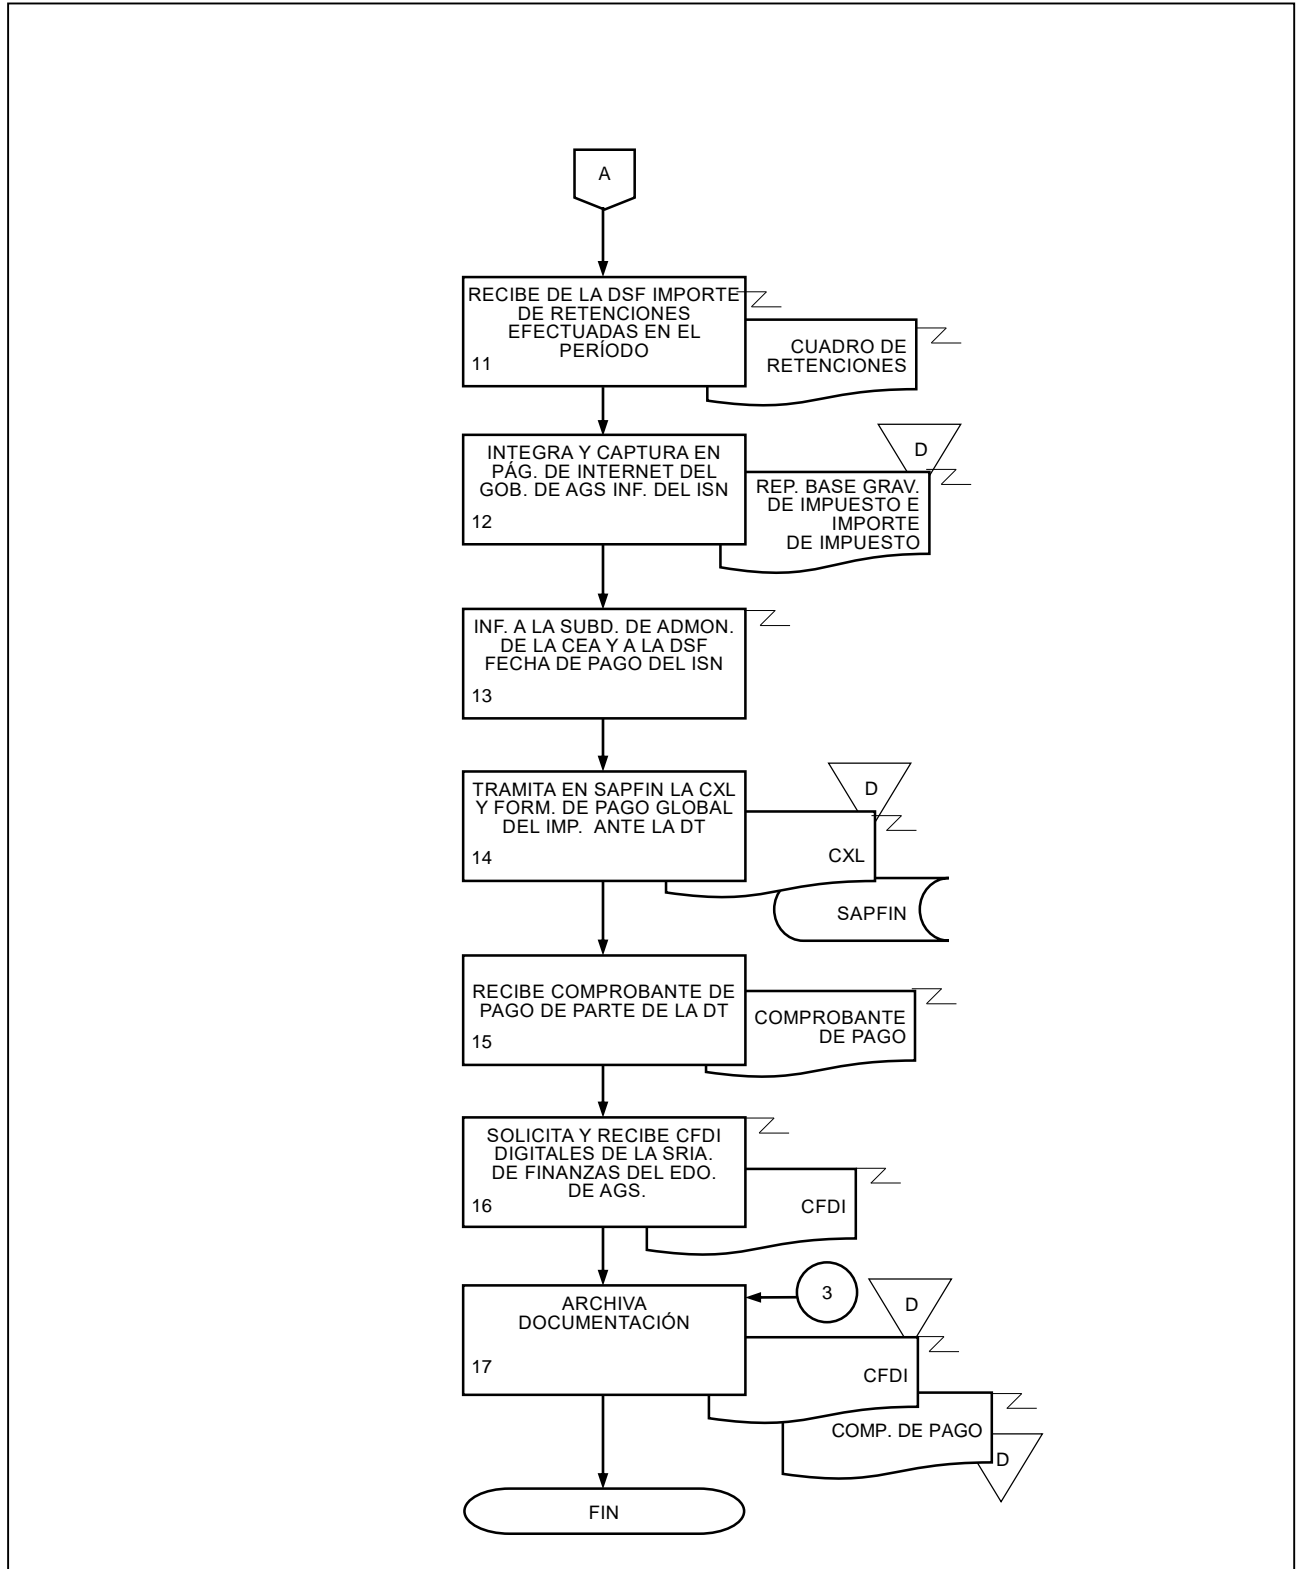 A
RECIBE DE LA DSF IMPORTE
DE RETENCIONES
EFECTUADAS EN EL
PERÍODO
11
CUADRO DE
RETENCIONES
INTEGRA Y CAPTURA EN
PÁG. DE INTERNET DEL
GOB. DE AGS INF. DEL ISN
12
D
REP. BASE GRAV.
DE IMPUESTO E
IMPORTE
DE IMPUESTO
INF. A LA SUBD. DE ADMON.
DE LA CEA Y A LA DSF
FECHA DE PAGO DEL ISN
13
TRAMITA EN SAPFIN LA CXL
Y FORM. DE PAGO GLOBAL
DEL IMP. ANTE LA DT
14
D
CXL
SAPFIN
RECIBE COMPROBANTE DE
PAGO DE PARTE DE LA DT
15
COMPROBANTE
DE PAGO
SOLICITA Y RECIBE CFDI
DIGITALES DE LA SRIA.
DE FINANZAS DEL EDO.
DE AGS.
16
CFDI
ARCHIVA
DOCUMENTACIÓN
17
3
D
CFDI
COMP. DE PAGO
D
FIN